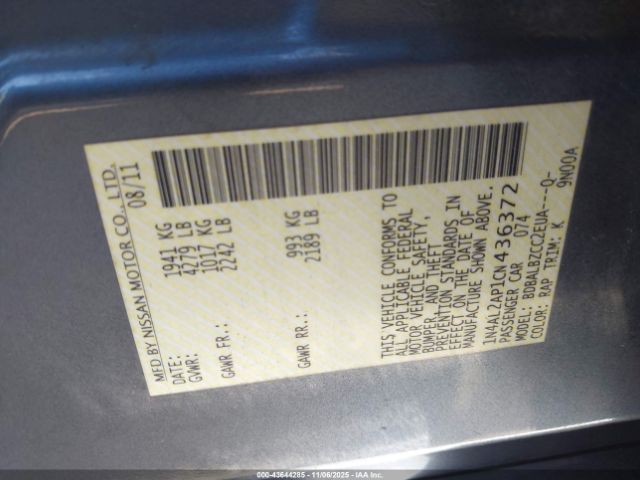 MFD BY NISSAN MOTOR CO., LTD.
DATE: 08/11
GVWR: 1941 KG
4279 LB
GAWR FR.: 1017 KG
2242 LB
GAWR RR.: 993 KG
2189 LB
THIS VEHICLE CONFORMS TO
ALL APPLICABLE FEDERAL
MOTOR VEHICLE SAFETY,
BUMPER, AND THEFT
PREVENTION STANDARDS IN
EFFECT ON THE DATE OF
MANUFACTURE SHOWN ABOVE.
1N4AL2AP1CN436372
PASSENGER CAR 074
MODEL: BDBALBZCC2EUA---0-
COLOR: RAP TRIM: K 9N00A
000-43644285 | 11/06/2025 | IAA Inc.